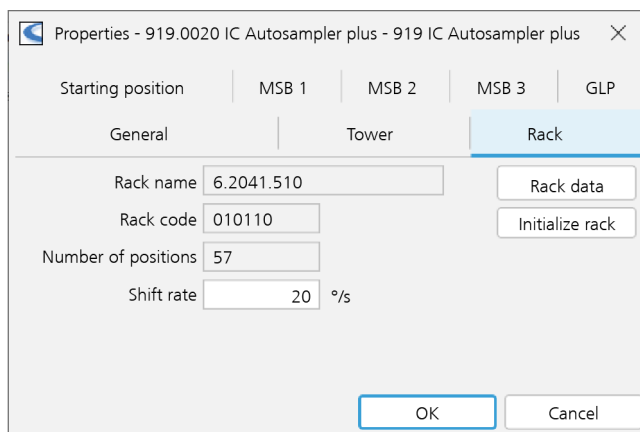 Properties - 919.0020 IC Autosampler plus - 919 IC Autosampler plus
Starting position MSB 1 MSB 2 MSB 3 GLP
General Tower Rack
Rack name 6.2041.510 Rack data
Rack code 010110 Initialize rack
Number of positions 57
Shift rate 20 °/s
OK Cancel